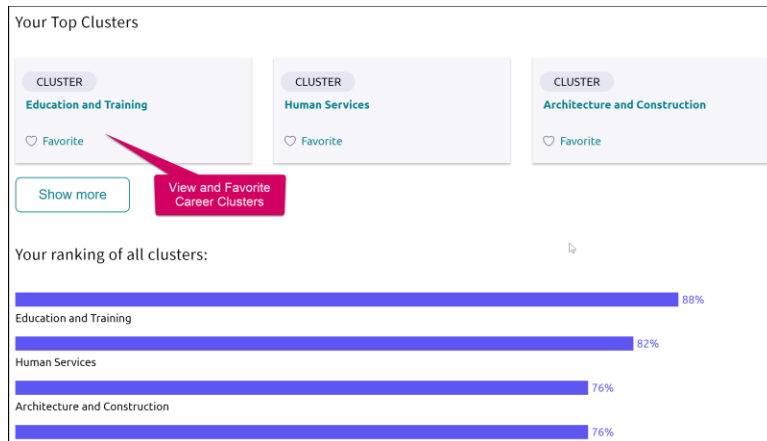 Your Top Clusters
CLUSTER
Education and Training
Favorite
CLUSTER
Human Services
Favorite
CLUSTER
Architecture and Construction
Favorite
Show more
View and Favorite
Career Clusters
Your ranking of all clusters:
88%
Education and Training
82%
Human Services
76%
Architecture and Construction
76%